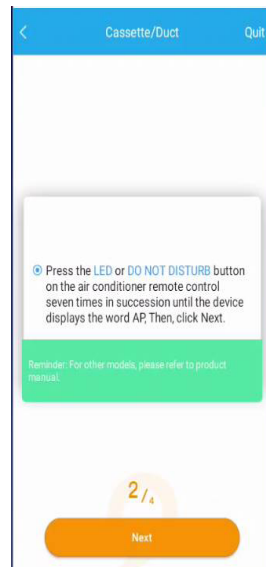 Cassette/Duct Quit
Press the LED or DO NOT DISTURB button
on the air conditioner remote control
seven times in succession until the device
displays the word AP, Then, click Next.
Reminder: For other models, please refer to product
manual.
2/4
Next